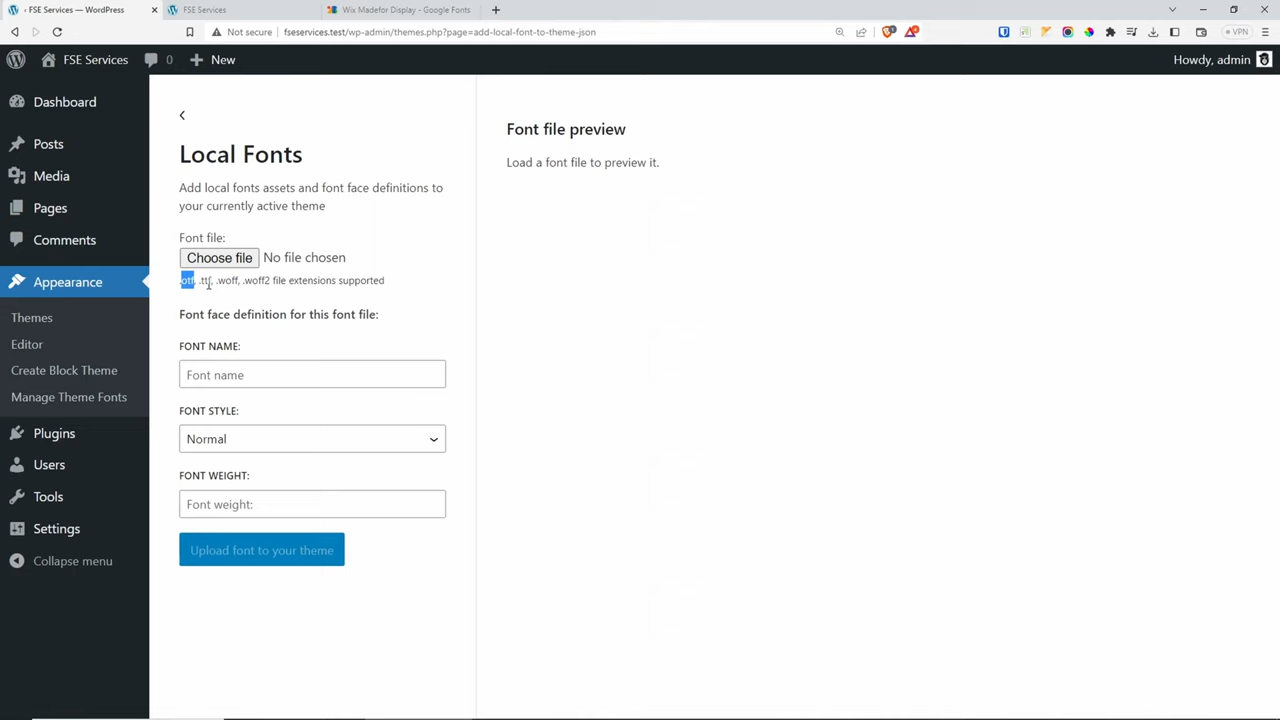 FSE Services — WordPress
FSE Services
Wix Madefor Display - Google Fonts
Not secure
fseservices.test/wp-admin/themes.php?page=add-local-font-to-theme-json
VPN
FSE Services
0
New
Howdy, admin
Dashboard
Posts
Media
Pages
Comments
Appearance
Themes
Editor
Create Block Theme
Manage Theme Fonts
Plugins
Users
Tools
Settings
Collapse menu
Local Fonts
Add local fonts assets and font face definitions to
your currently active theme
Font file:
Choose file No file chosen
.otf, .ttf, .woff, .woff2 file extensions supported
Font face definition for this font file:
FONT NAME:
Font name
FONT STYLE:
Normal
FONT WEIGHT:
Font weight:
Upload font to your theme
Font file preview
Load a font file to preview it.